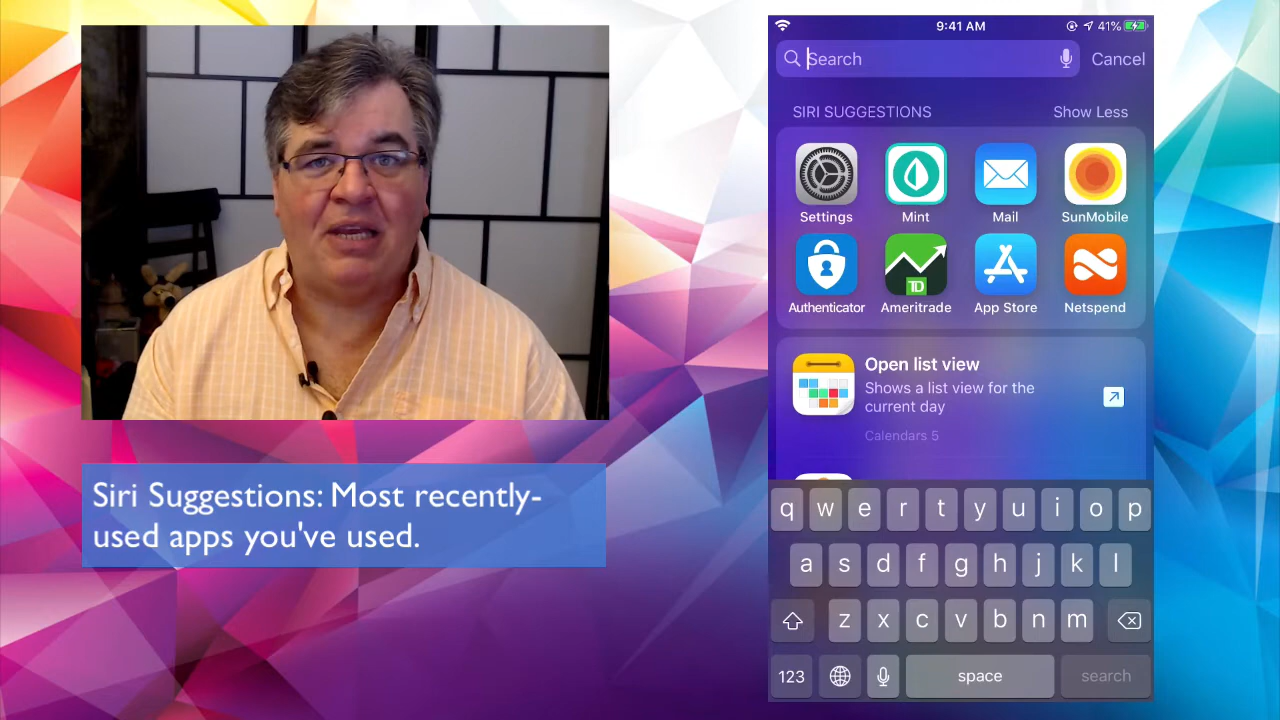 9:41 AM
41%
Search
Cancel
SIRI SUGGESTIONS
Show Less
Settings
Mint
Mail
SunMobile
TD
Authenticator
Ameritrade
App Store
Netspend
Open list view
Shows a list view for the
current day
Calendars 5
Siri Suggestions: Most recently-
used apps you've used.
q w e r t y u i o p
a s d f g h j k l
z x c v b n m
123
space
search